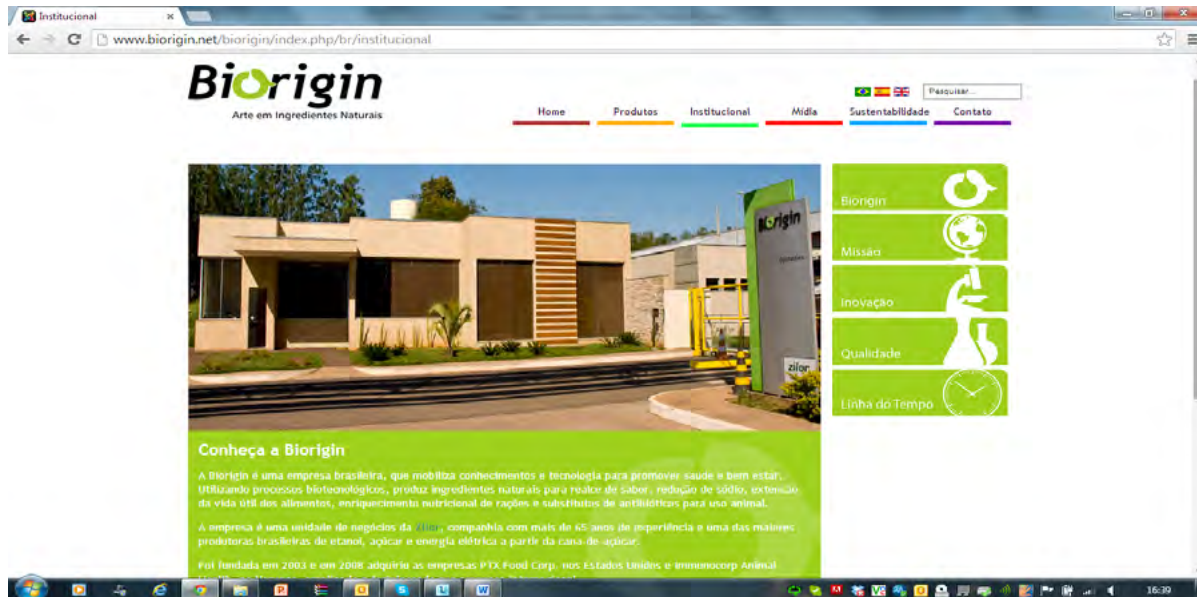 Institucional
www.biorigin.net/biorigin/index.php/br/institucional
Biorigin
Arte em Ingredientes Naturais
Pesquisar...
Home Produtos Institucional Mídia Sustentabilidade Contato
Biorigin
zilor
Biorigin
Missão
Inovação
Qualidade
Linha do Tempo
Conheça a Biorigin
A Biorigin é uma empresa brasileira, que mobiliza conhecimentos e tecnologia para promover saúde e bem estar.
Utilizando processos biotecnológicos, produz ingredientes naturais para realce de sabor, redução de sódio, extensão
da vida útil dos alimentos, enriquecimento nutricional de rações e substitutos de antibióticos para uso animal.
A empresa é uma unidade de negócios da zilor, companhia com mais de 65 anos de experiência e uma das maiores
produtoras brasileiras de etanol, açúcar e energia elétrica a partir da cana-de-açúcar.
Foi fundada em 2003 e em 2008 adquiriu as empresas PTX Food Corp. nos Estados Unidos e Immunocorp Animal
16:39